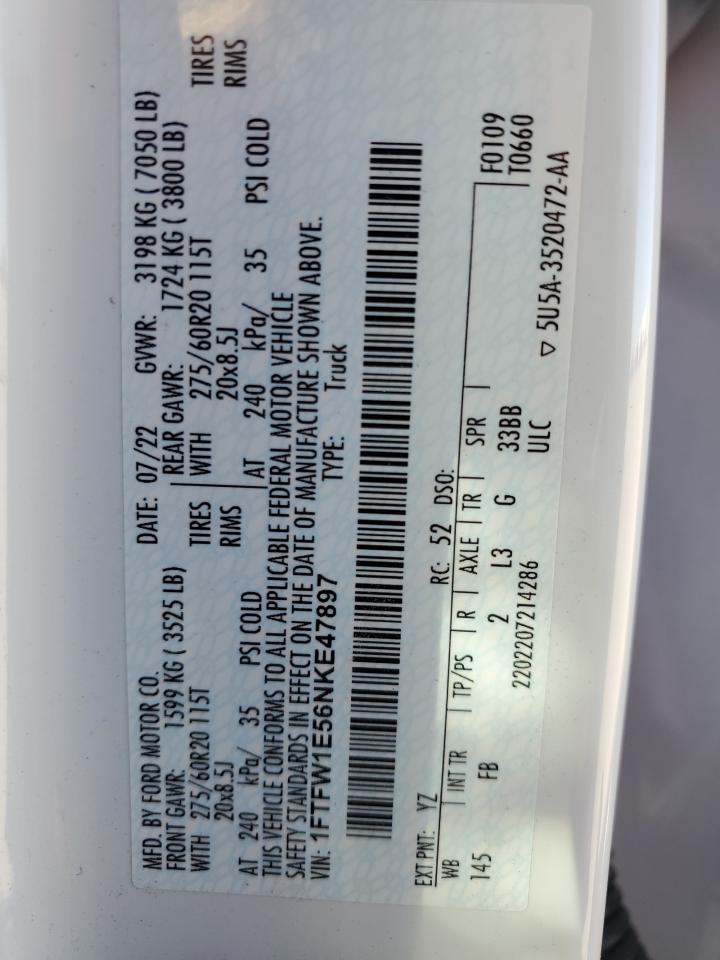 MFD. BY FORD MOTOR CO.
DATE: 07/22 GVWR: 3198 KG ( 7050 LB)
FRONT GAWR: 1599 KG ( 3525 LB)
REAR GAWR: 1724 KG ( 3800 LB)
WITH 275/60R20 115T TIRES
WITH 275/60R20 115T TIRES
20x8.5J RIMS
20x8.5J RIMS
AT 240 kPa/ 35 PSI COLD
AT 240 kPa/ 35 PSI COLD
THIS VEHICLE CONFORMS TO ALL APPLICABLE FEDERAL MOTOR VEHICLE
SAFETY STANDARDS IN EFFECT ON THE DATE OF MANUFACTURE SHOWN ABOVE.
VIN: 1FTFW1E56NKE47897 TYPE: Truck
EXT PNT: YZ RC: 52 DSO:
WB INT TR TP/PS R AXLE TR SPR
F0109
T0660
145 FB 2 L3 G 33BB
ULC
2202207214286
▽ 5U5A-3520472-AA